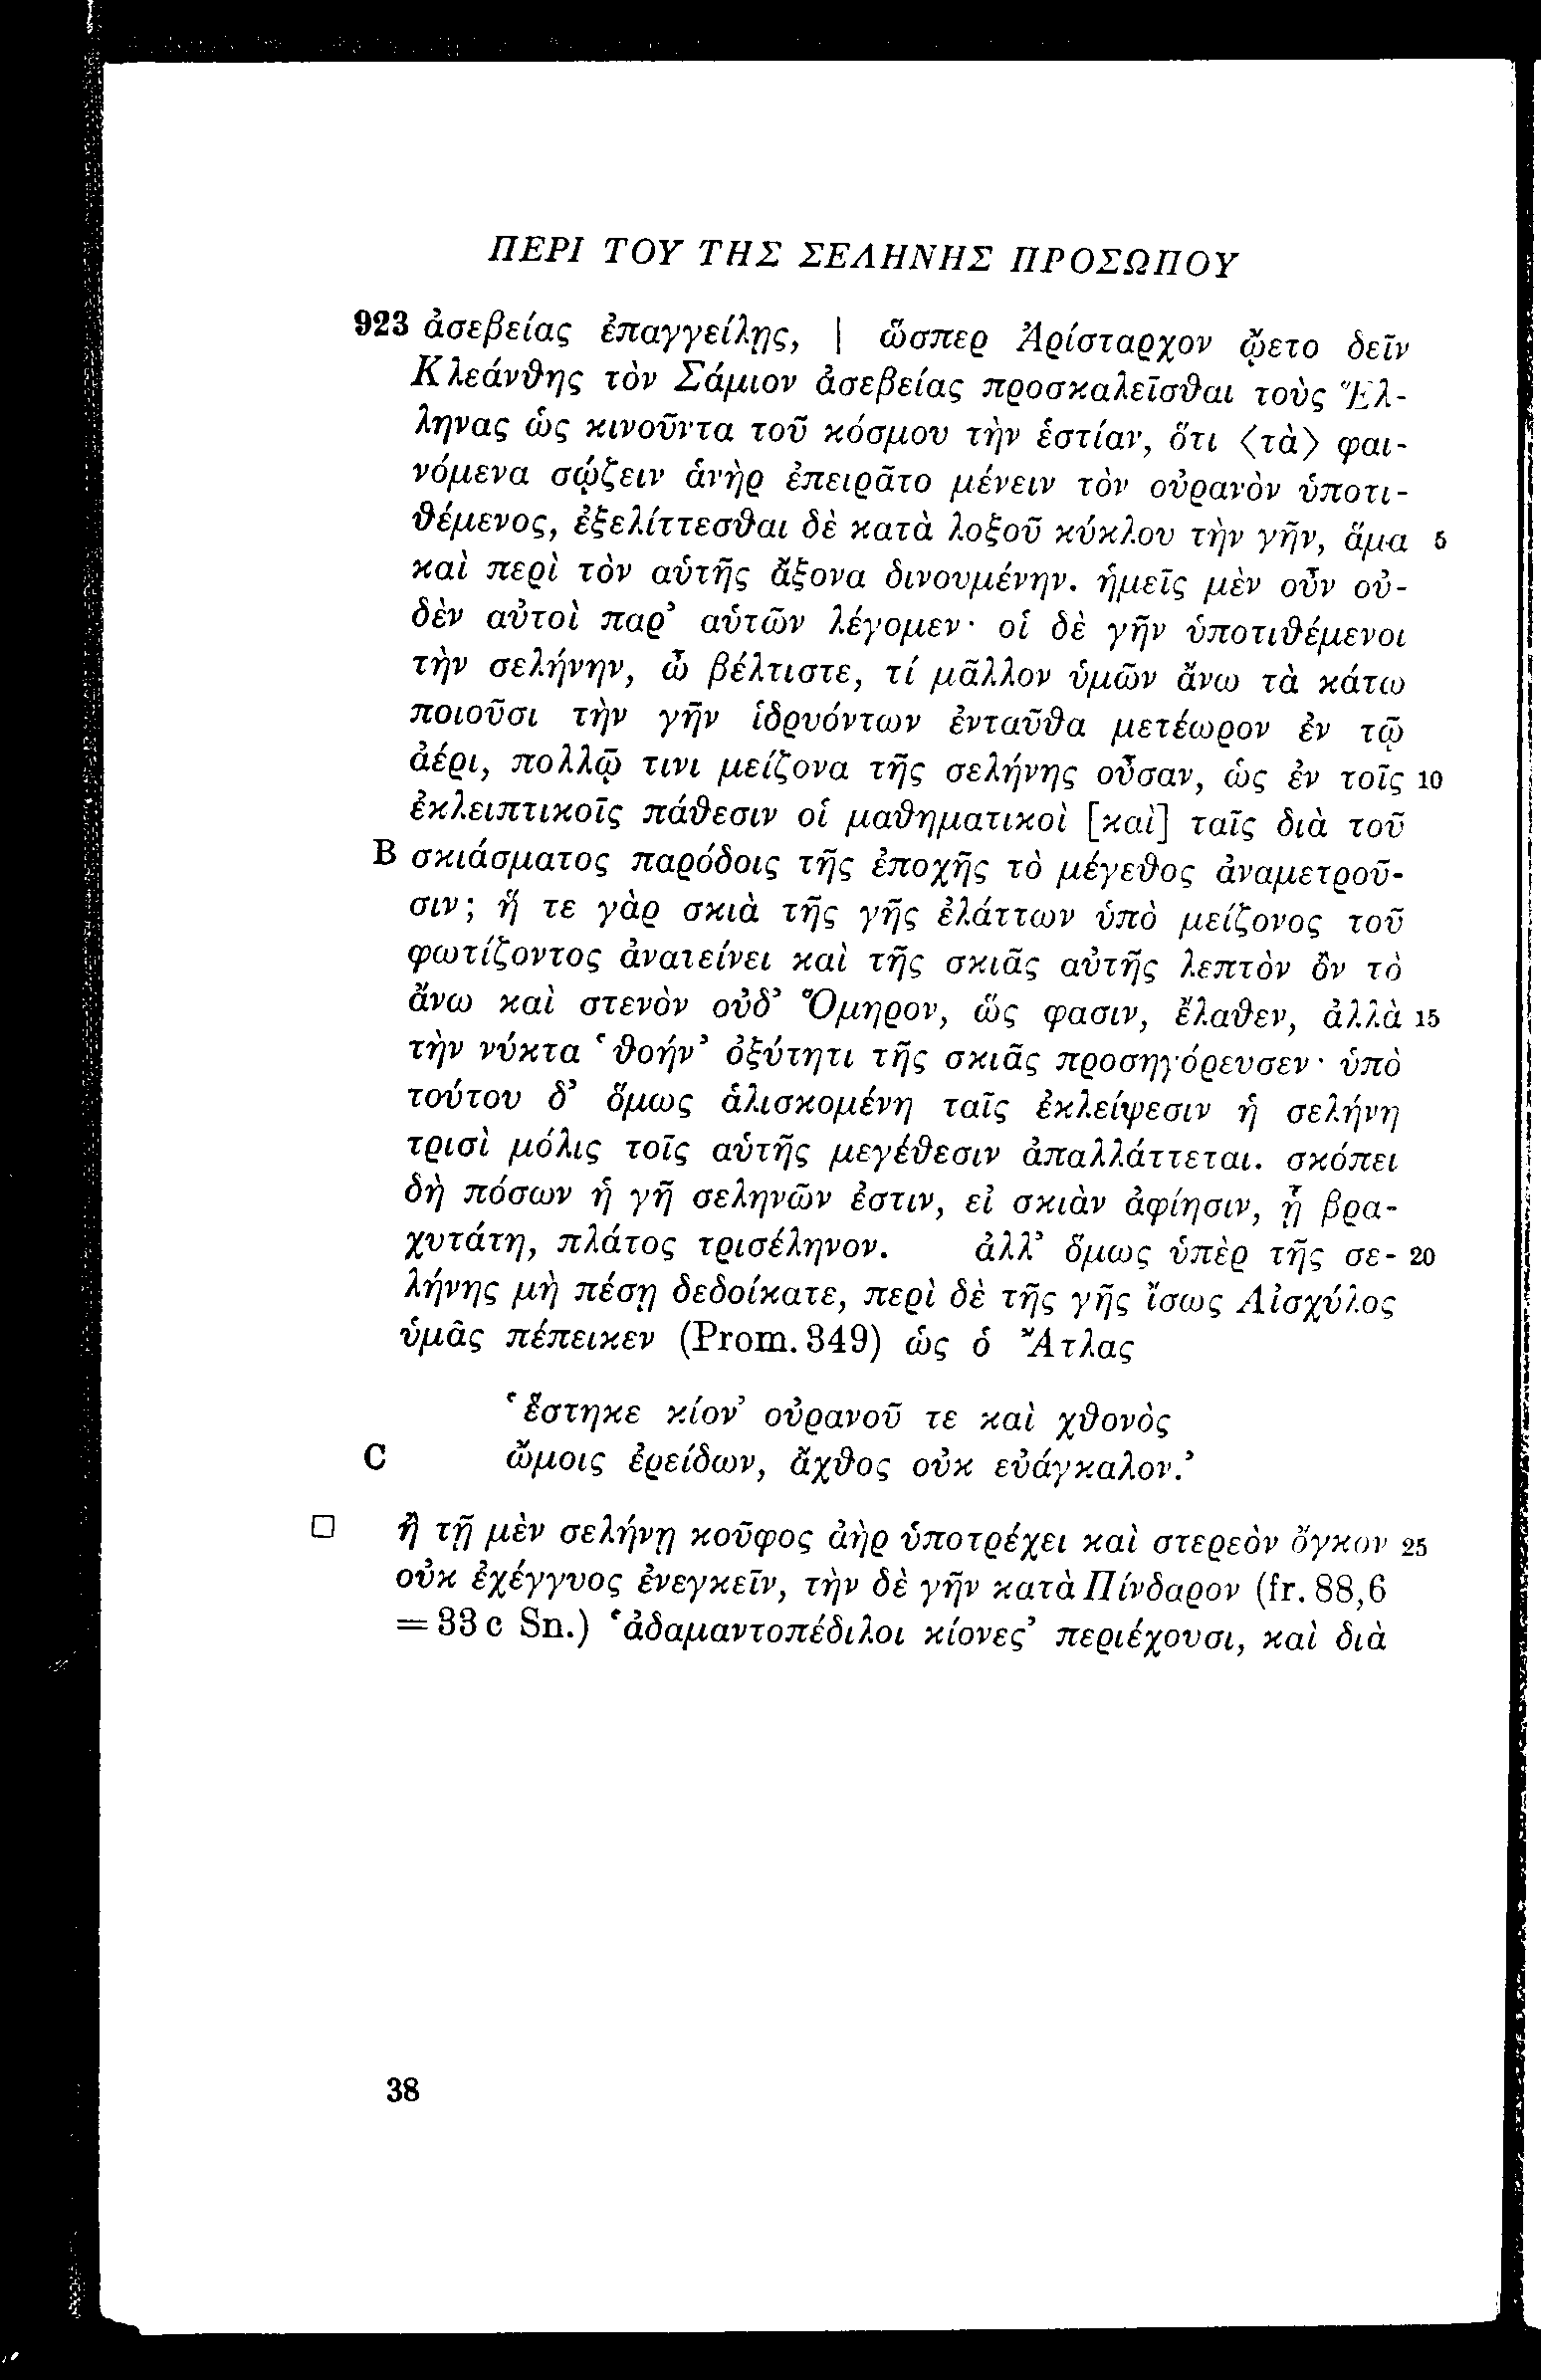 ΠΕΡΙ ΤΟΥ ΤΗΣ ΣΕΛΗΝΗΣ ΠΡΟΣΩΠΟΥ
923 ἀσεβείας ἐπαγγείλῃς, | ὥσπερ Ἀρίσταρχον ᾤετο δεῖν
Κλεάνθης τὸν Σάμιον ἀσεβείας προσκαλεῖσθαι τοὺς Ἕλ-
ληνας ὡς κινοῦντα τοῦ κόσμου τὴν ἑστίαν, ὅτι ⟨τὰ⟩ φαι-
νόμενα σῴζειν ἁνὴρ ἐπειρᾶτο μένειν τὸν οὐρανὸν ὑποτι-
θέμενος, ἐξελίττεσθαι δὲ κατὰ λοξοῦ κύκλου τὴν γῆν, ἅμα 5
καὶ περὶ τὸν αὑτῆς ἄξονα δινουμένην. ἡμεῖς μὲν οὖν οὐ-
δὲν αὐτοὶ παρ’ αὑτῶν λέγομεν· οἱ δὲ γῆν ὑποτιθέμενοι
τὴν σελήνην, ὦ βέλτιστε, τί μᾶλλον ὑμῶν ἄνω τὰ κάτω
ποιοῦσι τὴν γῆν ἱδρυόντων ἐνταῦθα μετέωρον ἐν τῷ
ἀέρι, πολλῷ τινι μείζονα τῆς σελήνης οὖσαν, ὡς ἐν τοῖς 10
ἐκλειπτικοῖς πάθεσιν οἱ μαθηματικοὶ [καὶ] ταῖς διὰ τοῦ
B σκιάσματος παρόδοις τῆς ἐποχῆς τὸ μέγεθος ἀναμετροῦ-
σιν; ἥ τε γὰρ σκιὰ τῆς γῆς ἐλάττων ὑπὸ μείζονος τοῦ
φωτίζοντος ἀνατείνει καὶ τῆς σκιᾶς αὐτῆς λεπτὸν ὂν τὸ
ἄνω καὶ στενὸν οὐδ’ Ὅμηρον, ὥς φασιν, ἔλαθεν, ἀλλὰ 15
τὴν νύκτα ‘θοήν’ ὀξύτητι τῆς σκιᾶς προσηγόρευσεν· ὑπὸ
τούτου δ’ ὅμως ἁλισκομένη ταῖς ἐκλείψεσιν ἡ σελήνη
τρισὶ μόλις τοῖς αὑτῆς μεγέθεσιν ἀπαλλάττεται. σκόπει
δὴ πόσων ἡ γῆ σεληνῶν ἐστιν, εἰ σκιὰν ἀφίησιν, ᾗ βρα-
χυτάτη, πλάτος τρισέληνον. ἀλλ’ ὅμως ὑπὲρ τῆς σε- 20
λήνης μὴ πέσῃ δεδοίκατε, περὶ δὲ τῆς γῆς ἴσως Αἰσχύλος
ὑμᾶς πέπεικεν (Prom. 349) ὡς ὁ Ἄτλας
‘ἕστηκε κίον’ οὐρανοῦ τε καὶ χθονὸς
C ὤμοις ἐρείδων, ἄχθος οὐκ εὐάγκαλον.’
□ ἢ τῇ μὲν σελήνῃ κοῦφος ἀὴρ ὑποτρέχει καὶ στερεὸν ὄγκον 25
οὐκ ἐχέγγυος ἐνεγκεῖν, τὴν δὲ γῆν κατὰ Πίνδαρον (fr. 88,6
= 33 c Sn.) ‘ἀδαμαντοπέδιλοι κίονες’ περιέχουσι, καὶ διὰ
38